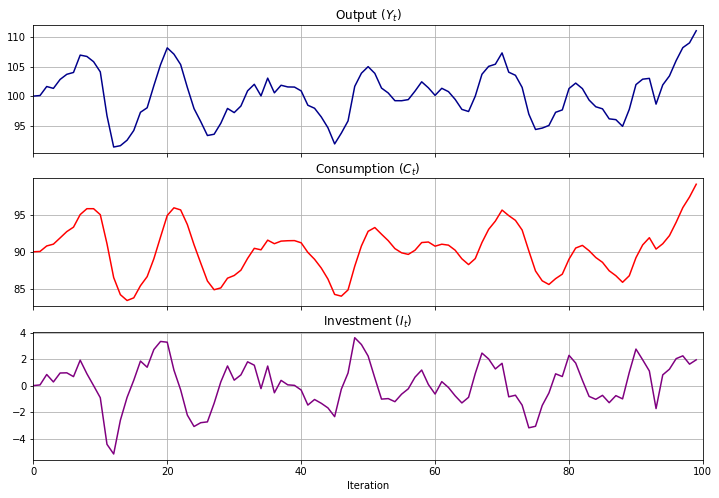 Output (Y_t)
110
105
100
95
Consumption (C_t)
95
90
85
Investment (I_t)
4
2
0
−2
−4
0 20 40 60 80 100
Iteration